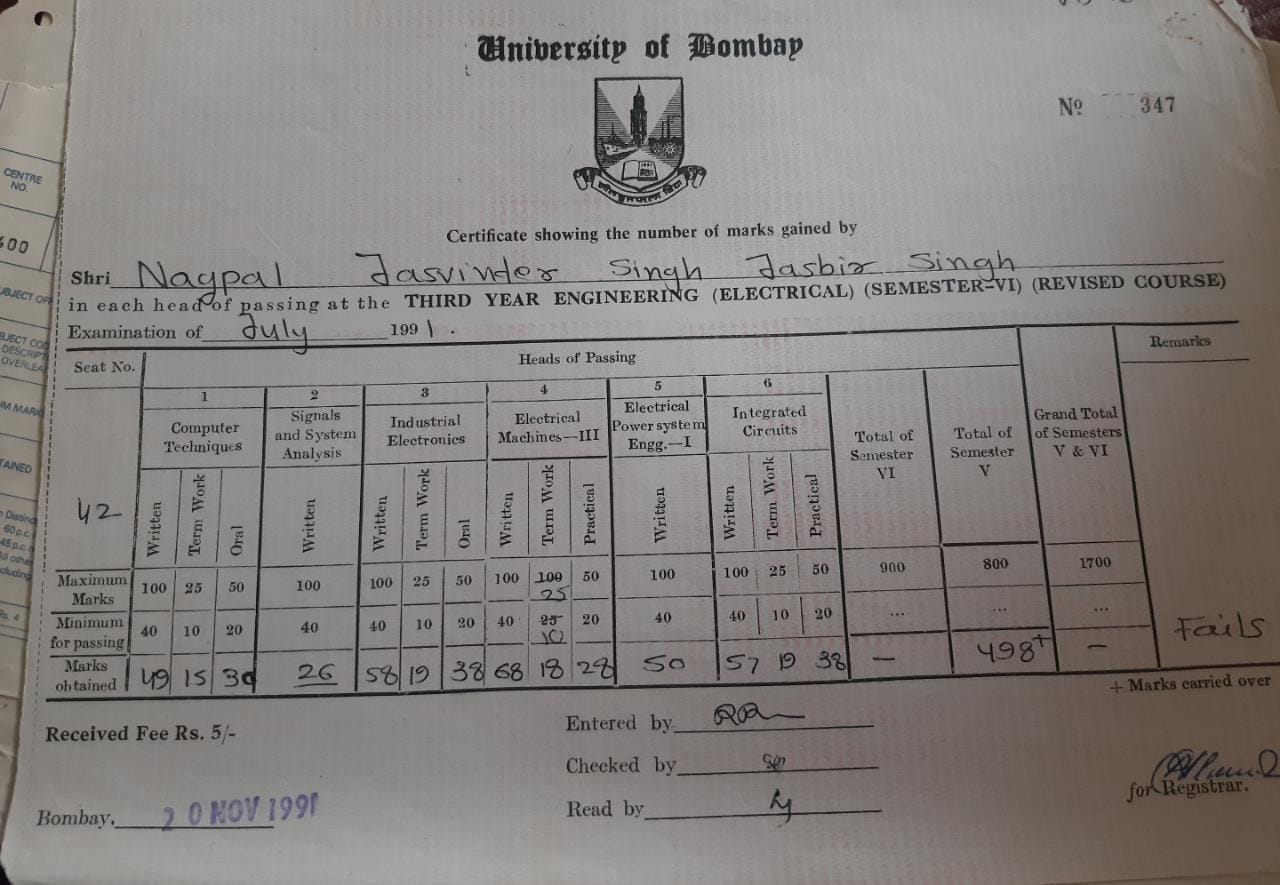 University of Bombay
No 347
CENTRE
NO.
Certificate showing the number of marks gained by
Shri Nagpal Jasvinder Singh Jasbir Singh
in each head of passing at the THIRD YEAR ENGINEERING (ELECTRICAL) (SEMESTER-VI) (REVISED COURSE)
Examination of July 1991.
Seat No. Heads of Passing Remarks
1 2 3 4 5 6
Computer Techniques Signals and System Analysis Industrial Electronics Electrical Machines—III Electrical Power system Engg.—I Integrated Circuits Total of Semester VI Total of Semester V Grand Total of Semesters V & VI
42 Written Term Work Oral Written Written Term Work Oral Written Term Work Practical Written Written Term Work Practical
Maximum Marks 100 25 50 100 100 25 50 100 100 25 50 100 100 25 50 900 800 1700
Minimum for passing 40 10 20 40 40 10 20 40 25 10 20 40 40 10 20 ... ... ...
Marks obtained 49 15 30 26 58 19 38 68 18 28 50 57 19 38 — 498+ — Fails
+ Marks carried over
Received Fee Rs. 5/-
Entered by
Checked by
Read by
for Registrar.
Bombay, 20 NOV 1991